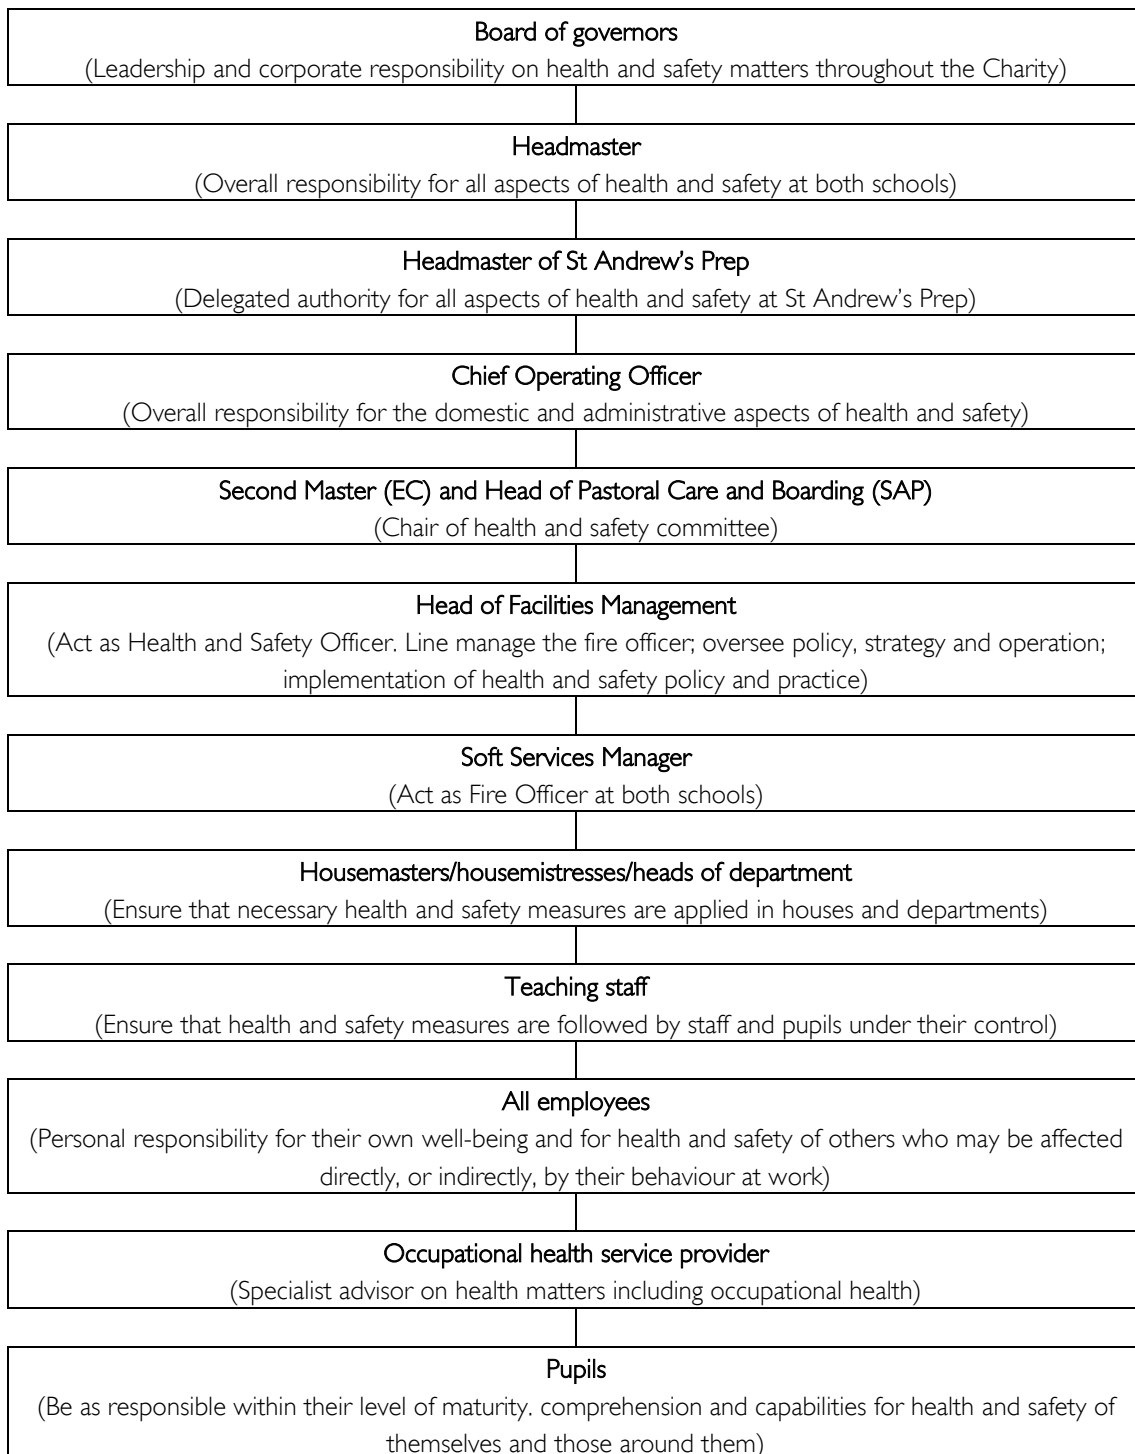 Board of governors
(Leadership and corporate responsibility on health and safety matters throughout the Charity)
Headmaster
(Overall responsibility for all aspects of health and safety at both schools)
Headmaster of St Andrew’s Prep
(Delegated authority for all aspects of health and safety at St Andrew’s Prep)
Chief Operating Officer
(Overall responsibility for the domestic and administrative aspects of health and safety)
Second Master (EC) and Head of Pastoral Care and Boarding (SAP)
(Chair of health and safety committee)
Head of Facilities Management
(Act as Health and Safety Officer. Line manage the fire officer; oversee policy, strategy and operation;
implementation of health and safety policy and practice)
Soft Services Manager
(Act as Fire Officer at both schools)
Housemasters/housemistresses/heads of department
(Ensure that necessary health and safety measures are applied in houses and departments)
Teaching staff
(Ensure that health and safety measures are followed by staff and pupils under their control)
All employees
(Personal responsibility for their own well-being and for health and safety of others who may be affected
directly, or indirectly, by their behaviour at work)
Occupational health service provider
(Specialist advisor on health matters including occupational health)
Pupils
(Be as responsible within their level of maturity. comprehension and capabilities for health and safety of
themselves and those around them)